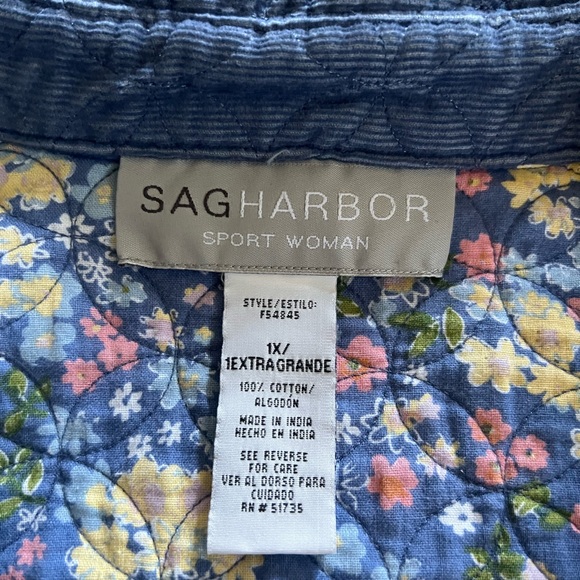 SAGHARBOR
SPORT WOMAN
STYLE/ESTILO:
F54845
1X/
1EXTRAGRANDE
100% COTTON/
ALGODÓN
MADE IN INDIA
HECHO EN INDIA
SEE REVERSE
FOR CARE
VER AL DORSO PARA
CUIDADO
RN # 51735